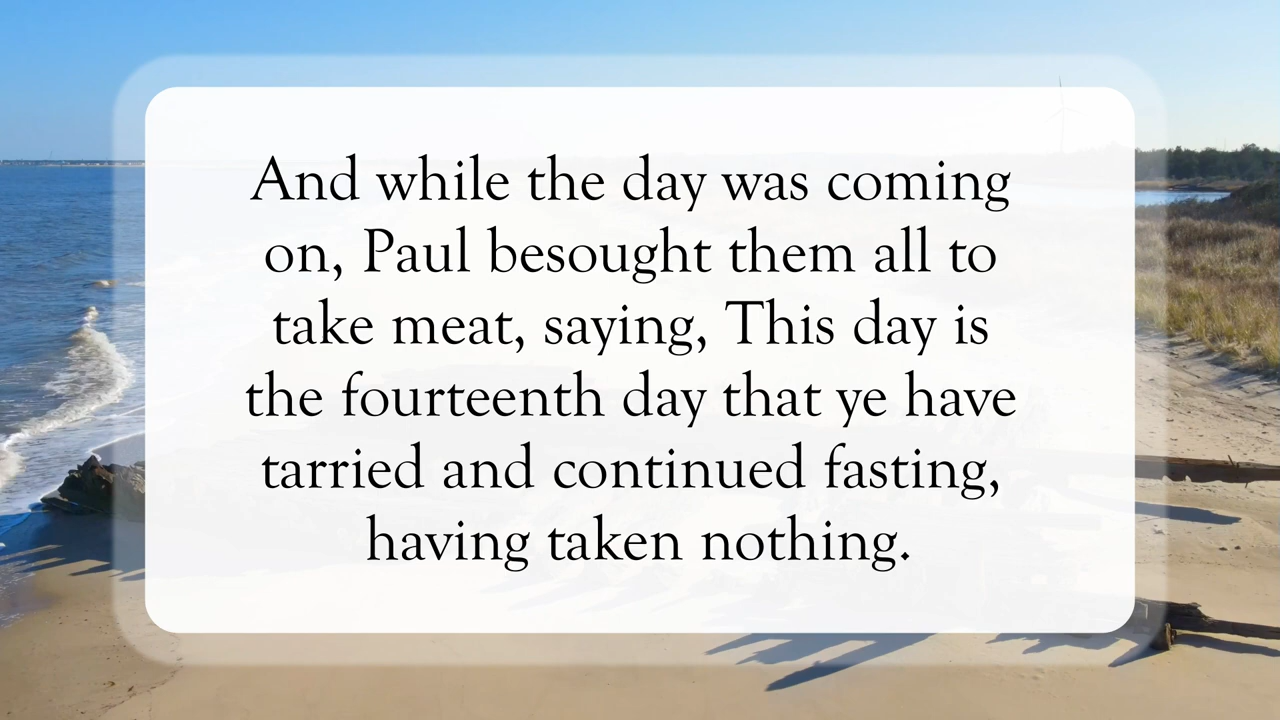 And while the day was coming
on, Paul besought them all to
take meat, saying, This day is
the fourteenth day that ye have
tarried and continued fasting,
having taken nothing.